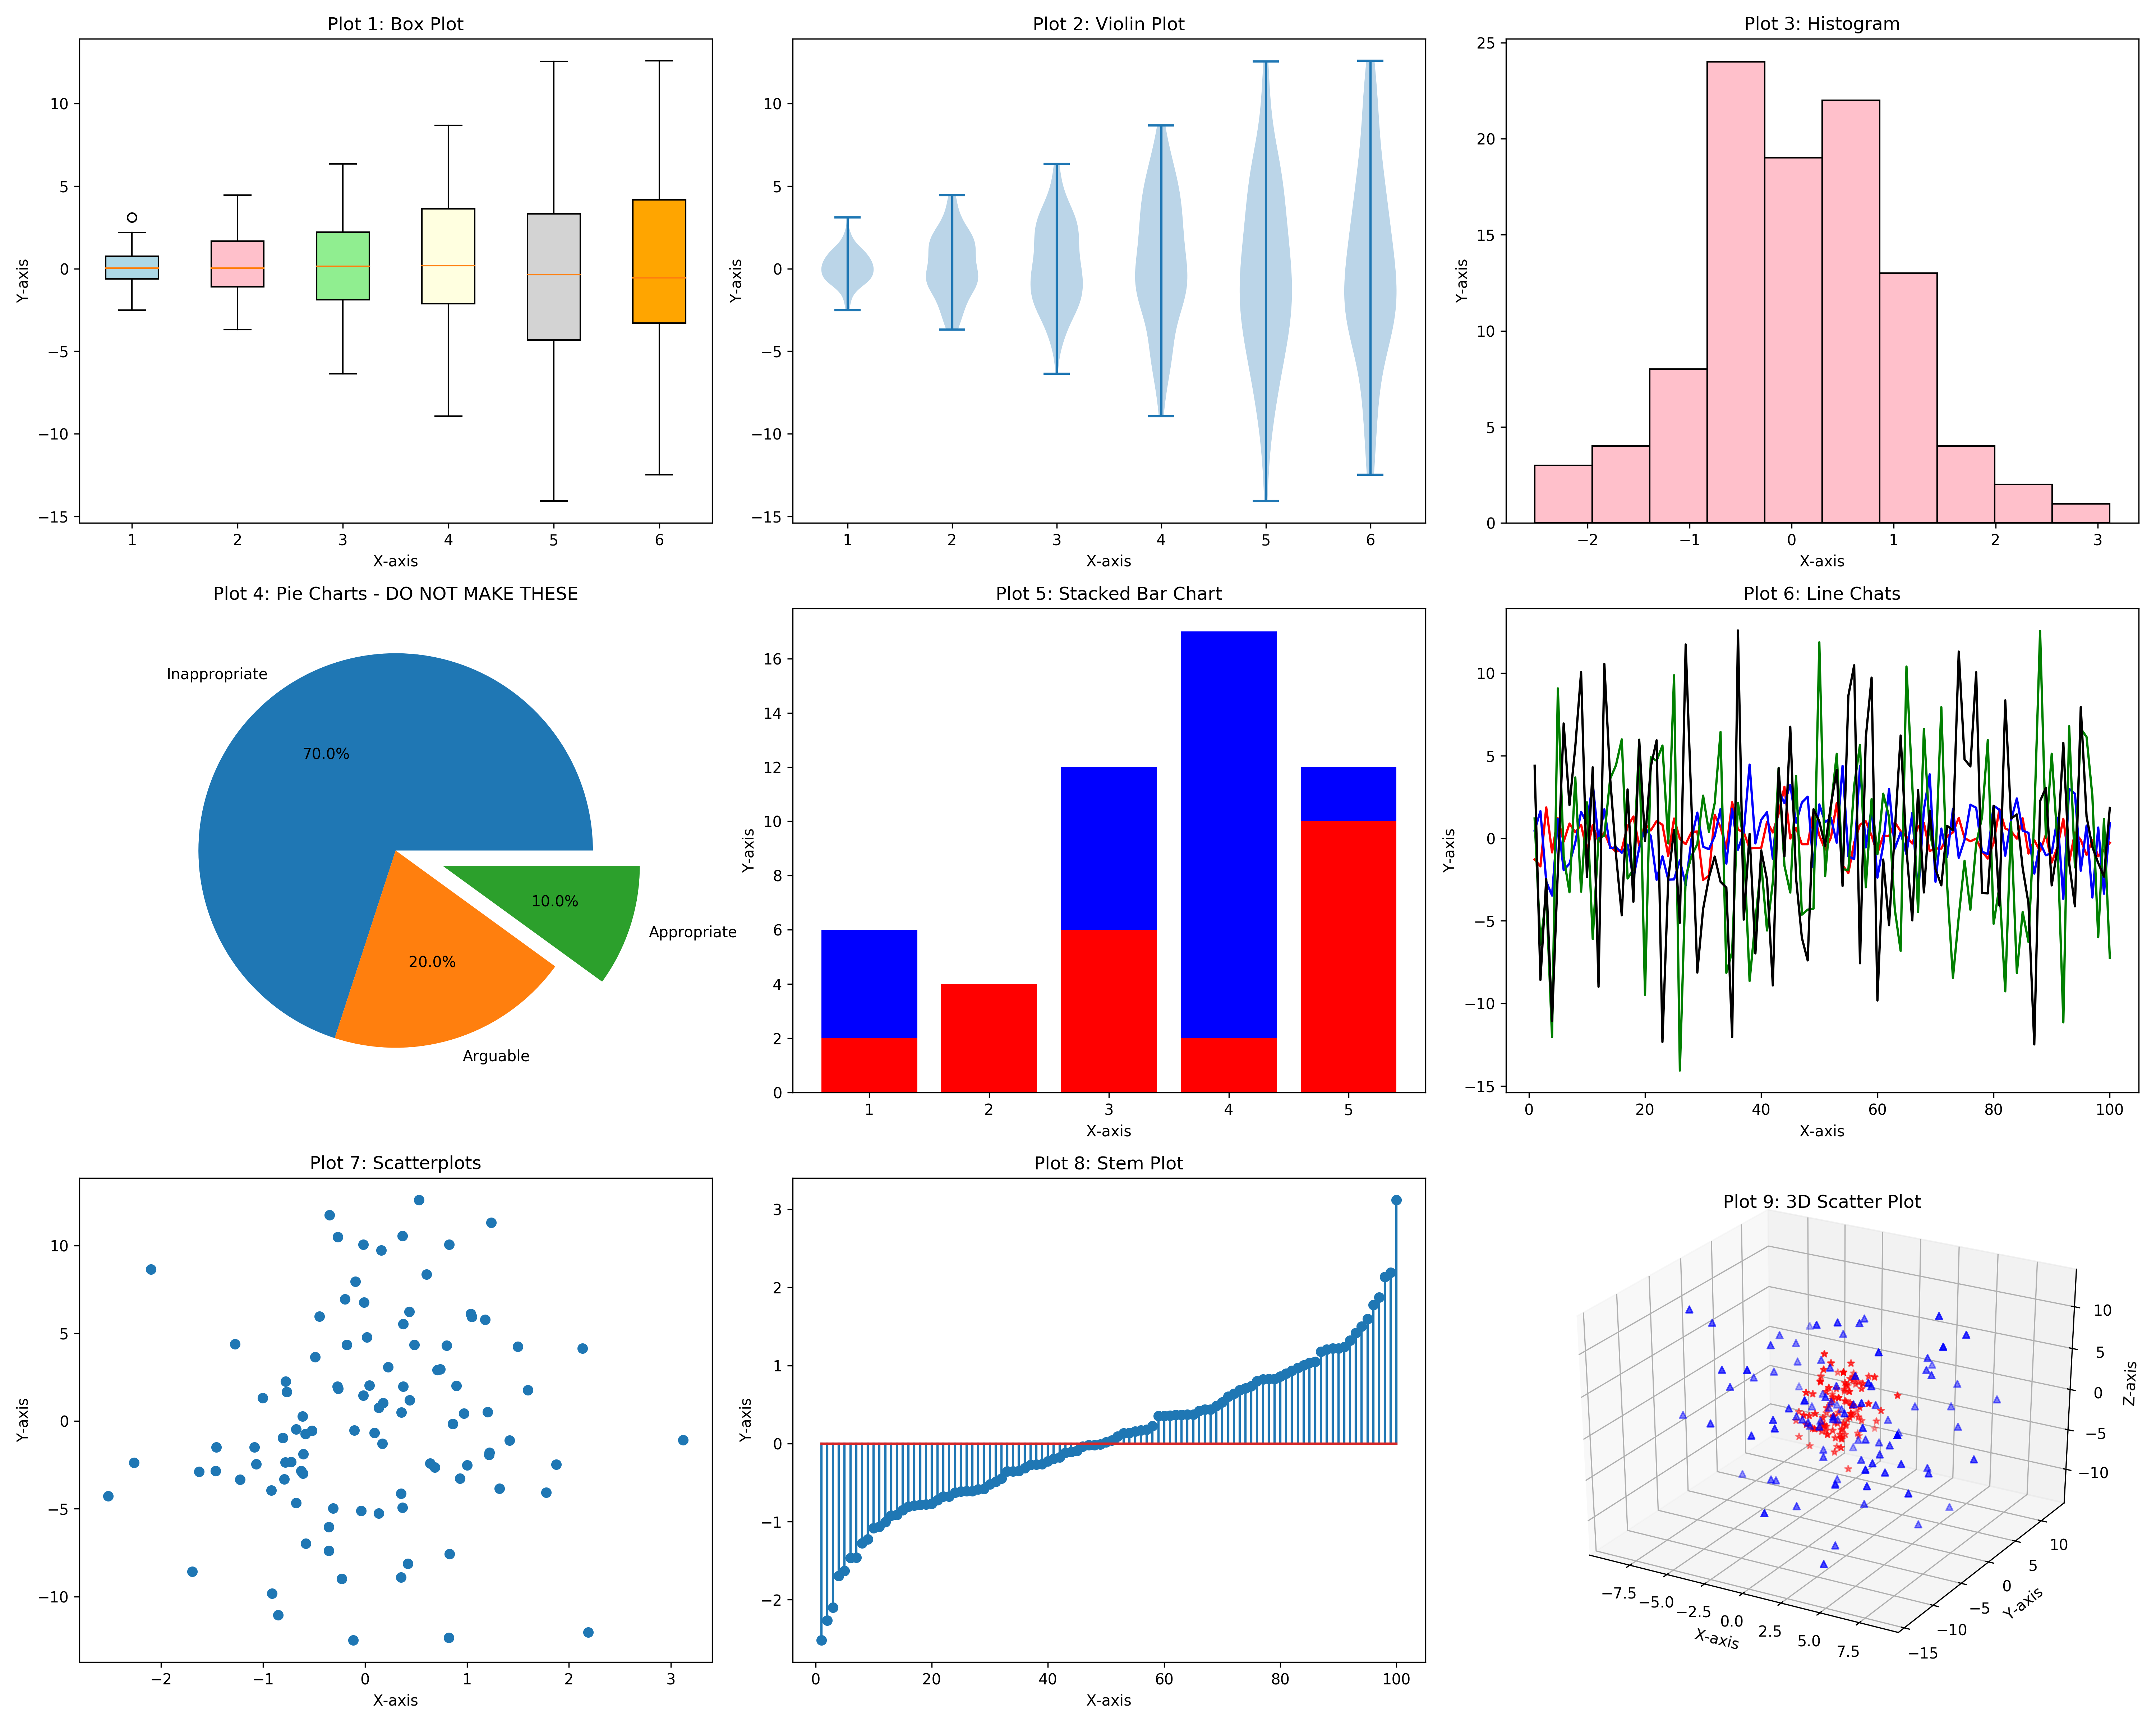 Plot 1: Box Plot
Y-axis
10
5
0
−5
−10
−15
1 2 3 4 5 6
X-axis
Plot 2: Violin Plot
Y-axis
10
5
0
−5
−10
−15
1 2 3 4 5 6
X-axis
Plot 3: Histogram
Y-axis
25
20
15
10
5
0
−2 −1 0 1 2 3
X-axis
Plot 4: Pie Charts - DO NOT MAKE THESE
Inappropriate
70.0%
10.0%
Appropriate
20.0%
Arguable
Plot 5: Stacked Bar Chart
Y-axis
16
14
12
10
8
6
4
2
0
1 2 3 4 5
X-axis
Plot 6: Line Chats
Y-axis
10
5
0
−5
−10
−15
0 20 40 60 80 100
X-axis
Plot 7: Scatterplots
Y-axis
10
5
0
−5
−10
−2 −1 0 1 2 3
X-axis
Plot 8: Stem Plot
Y-axis
3
2
1
0
−1
−2
0 20 40 60 80 100
X-axis
Plot 9: 3D Scatter Plot
Z-axis
10
5
0
−5
−10
10
5
0
−5
−10
−15
Y-axis
−7.5 −5.0 −2.5 0.0 2.5 5.0 7.5
X-axis